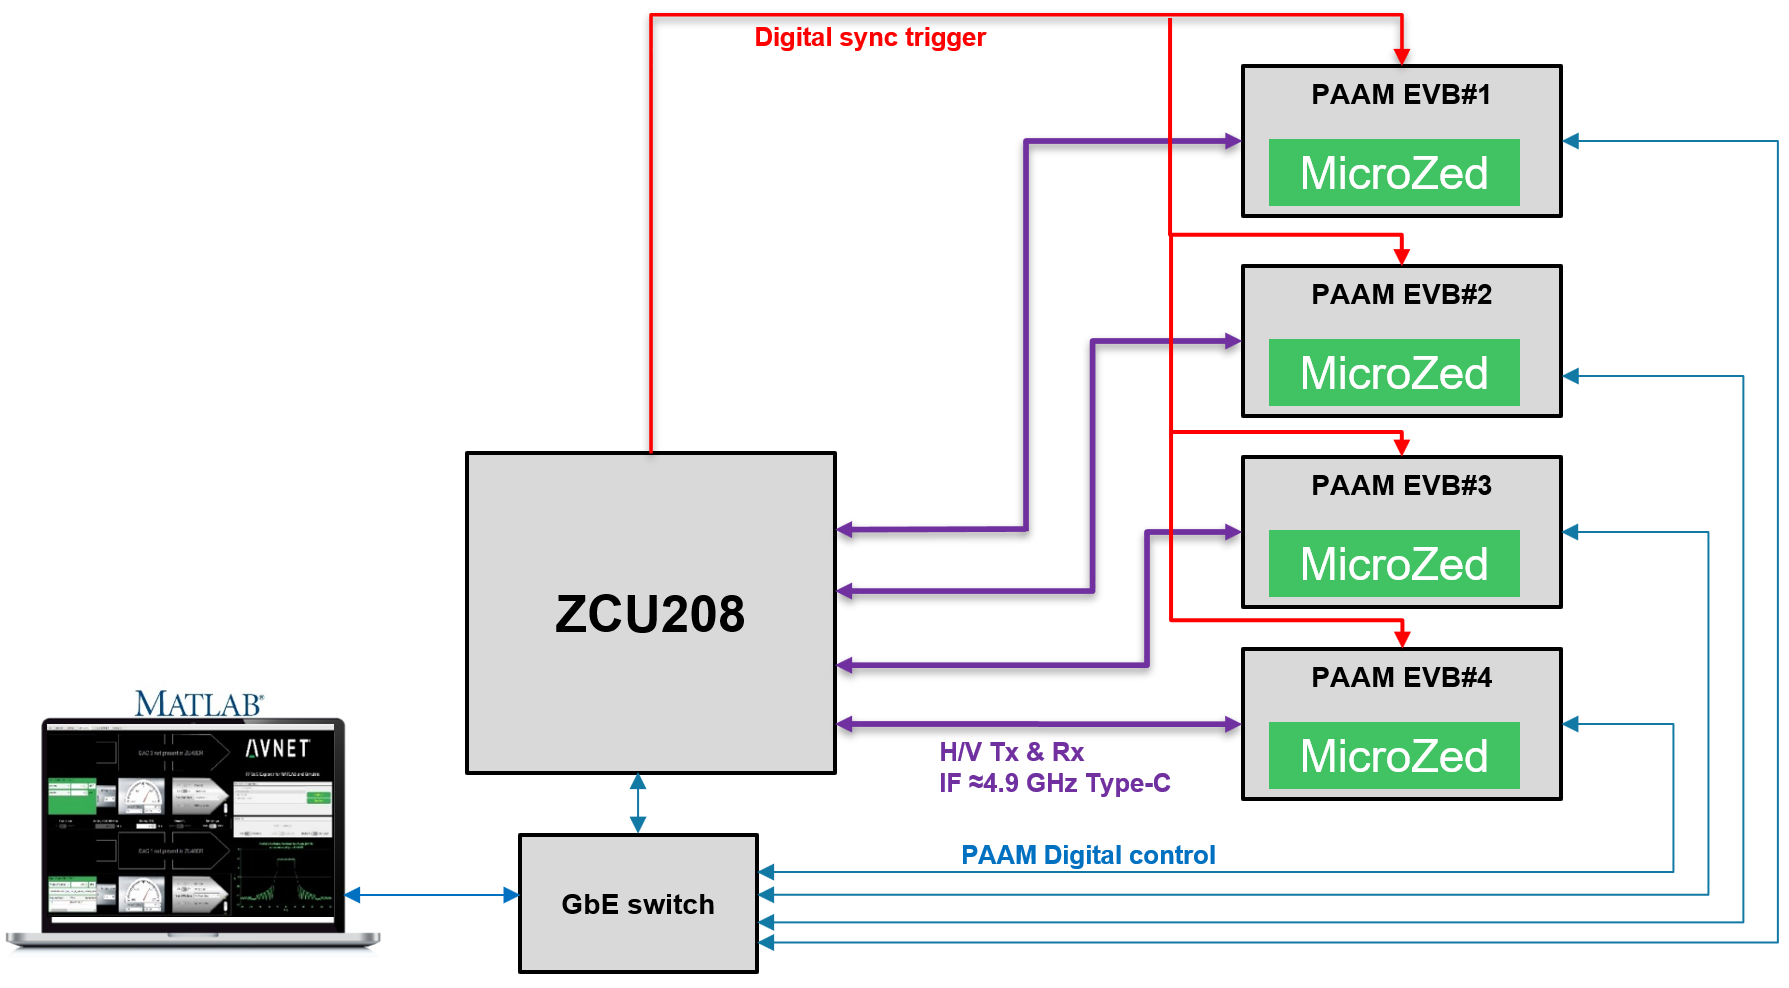 Digital sync trigger
PAAM EVB#1
MicroZed
PAAM EVB#2
MicroZed
PAAM EVB#3
MicroZed
PAAM EVB#4
MicroZed
ZCU208
H/V Tx & Rx
IF ≈4.9 GHz Type-C
MATLAB®
AVNET
PAAM Digital control
GbE switch